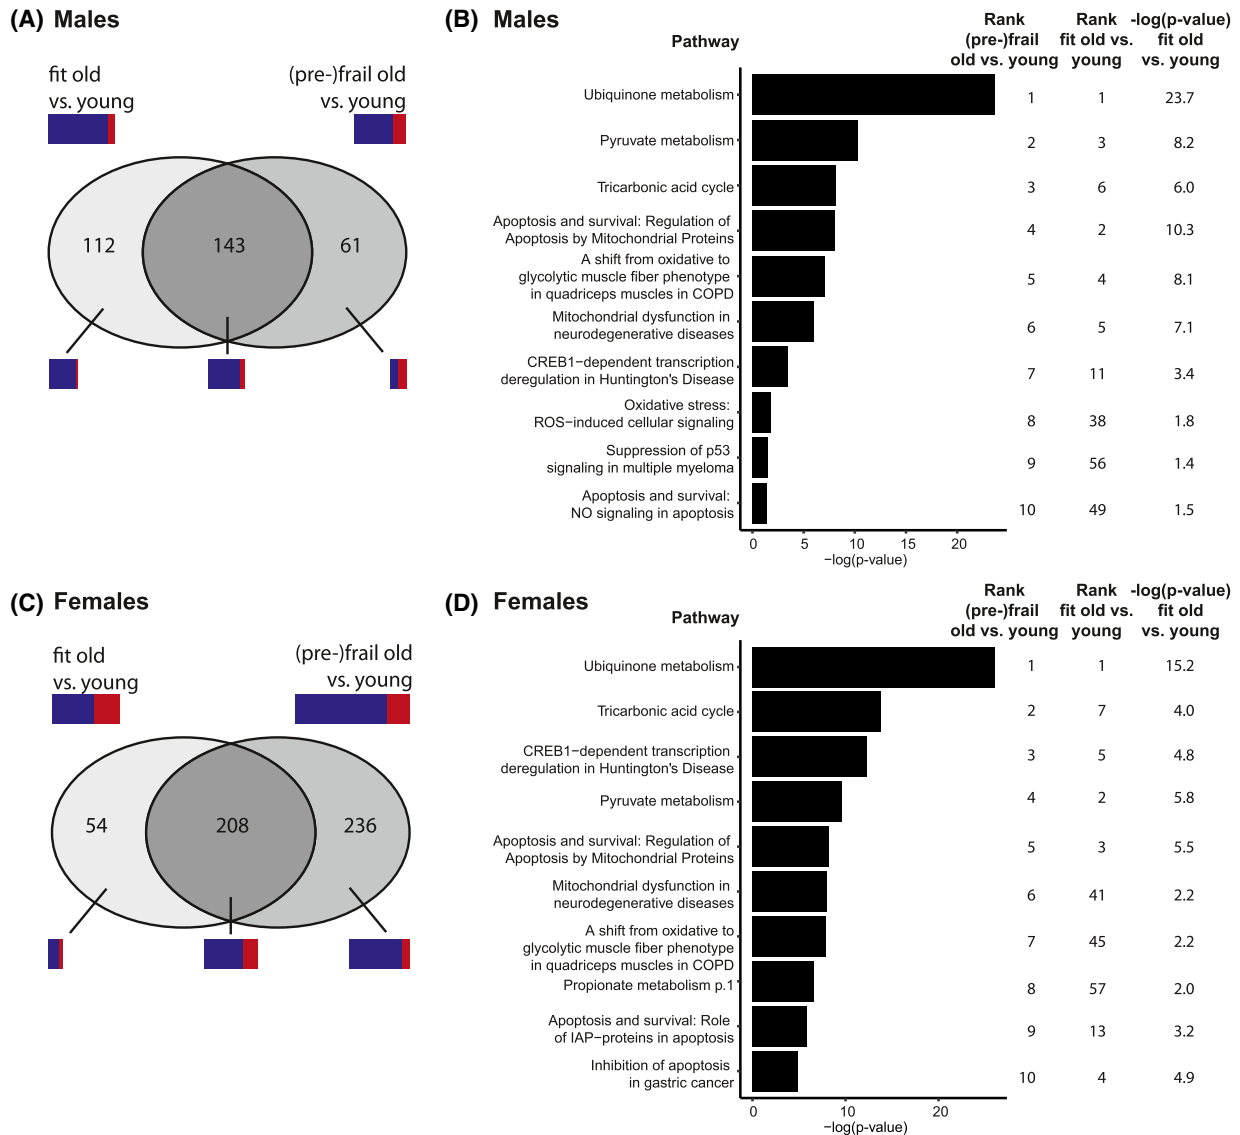 (A) Males
fit old
vs. young
(pre-)frail old
vs. young
112
143
61
(B) Males
Pathway
Rank
(pre-)frail
old vs. young
Rank
fit old vs.
young
-log(p-value)
fit old
vs. young
Ubiquinone metabolism 1 1 23.7
Pyruvate metabolism 2 3 8.2
Tricarbonic acid cycle 3 6 6.0
Apoptosis and survival: Regulation of
Apoptosis by Mitochondrial Proteins 4 2 10.3
A shift from oxidative to
glycolytic muscle fiber phenotype
in quadriceps muscles in COPD 5 4 8.1
Mitochondrial dysfunction in
neurodegenerative diseases 6 5 7.1
CREB1−dependent transcription
deregulation in Huntington's Disease 7 11 3.4
Oxidative stress:
ROS−induced cellular signaling 8 38 1.8
Suppression of p53
signaling in multiple myeloma 9 56 1.4
Apoptosis and survival:
NO signaling in apoptosis 10 49 1.5
0 5 10 15 20
−log(p-value)
(C) Females
fit old
vs. young
(pre-)frail old
vs. young
54
208
236
(D) Females
Pathway
Rank
(pre-)frail
old vs. young
Rank
fit old vs.
young
-log(p-value)
fit old
vs. young
Ubiquinone metabolism 1 1 15.2
Tricarbonic acid cycle 2 7 4.0
CREB1−dependent transcription
deregulation in Huntington's Disease 3 5 4.8
Pyruvate metabolism 4 2 5.8
Apoptosis and survival: Regulation of
Apoptosis by Mitochondrial Proteins 5 3 5.5
Mitochondrial dysfunction in
neurodegenerative diseases 6 41 2.2
A shift from oxidative to
glycolytic muscle fiber phenotype
in quadriceps muscles in COPD 7 45 2.2
Propionate metabolism p.1 8 57 2.0
Apoptosis and survival: Role
of IAP−proteins in apoptosis 9 13 3.2
Inhibition of apoptosis
in gastric cancer 10 4 4.9
0 10 20
−log(p-value)